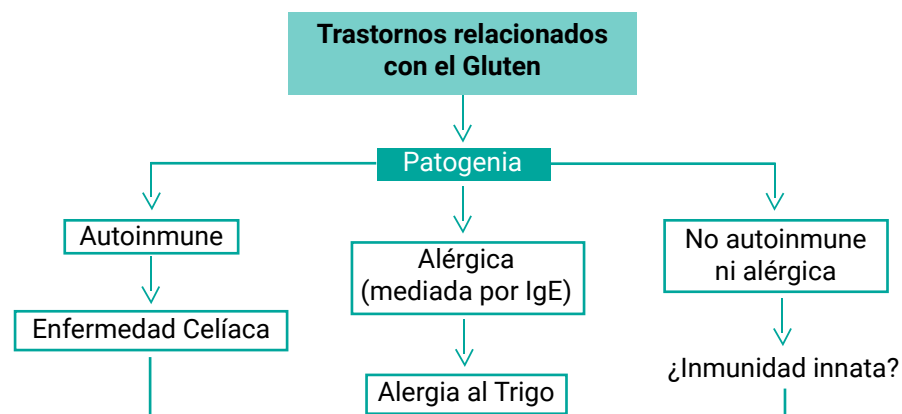 Trastornos relacionados
con el Gluten
Patogenia
Autoinmune
Enfermedad Celíaca
Alérgica
(mediada por IgE)
Alergia al Trigo
No autoinmune
ni alérgica
¿Inmunidad innata?